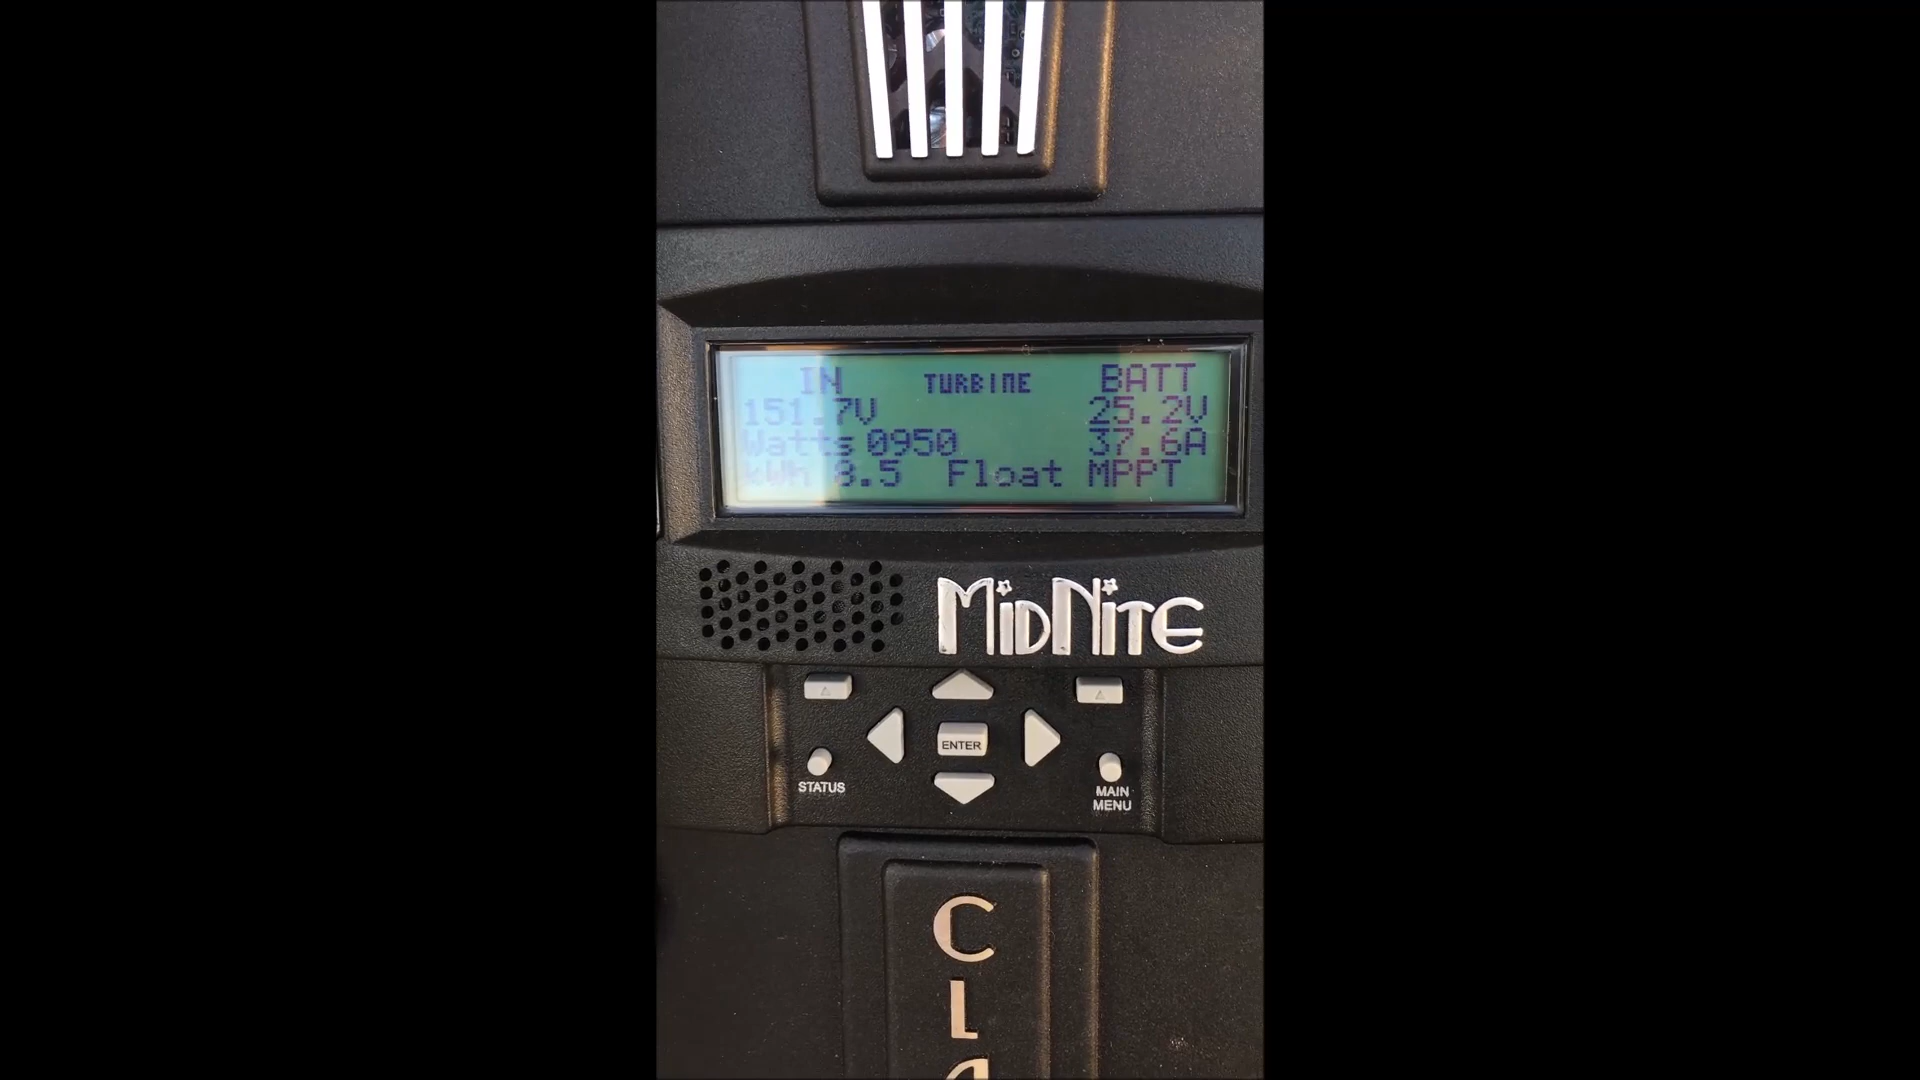 IN TURBINE BATT
151.7V 25.2V
Watts 0950 37.6A
kWh 8.5 Float MPPT
MIDNITE
ENTER
STATUS
MAIN
MENU
C
L